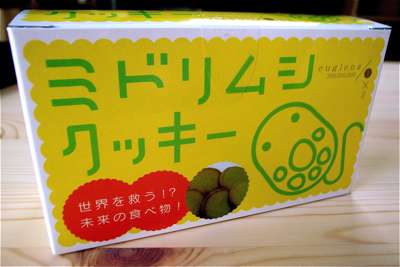 ミドリムシ
クッキー
euglena
世界を救う!?
未来の食べ物!